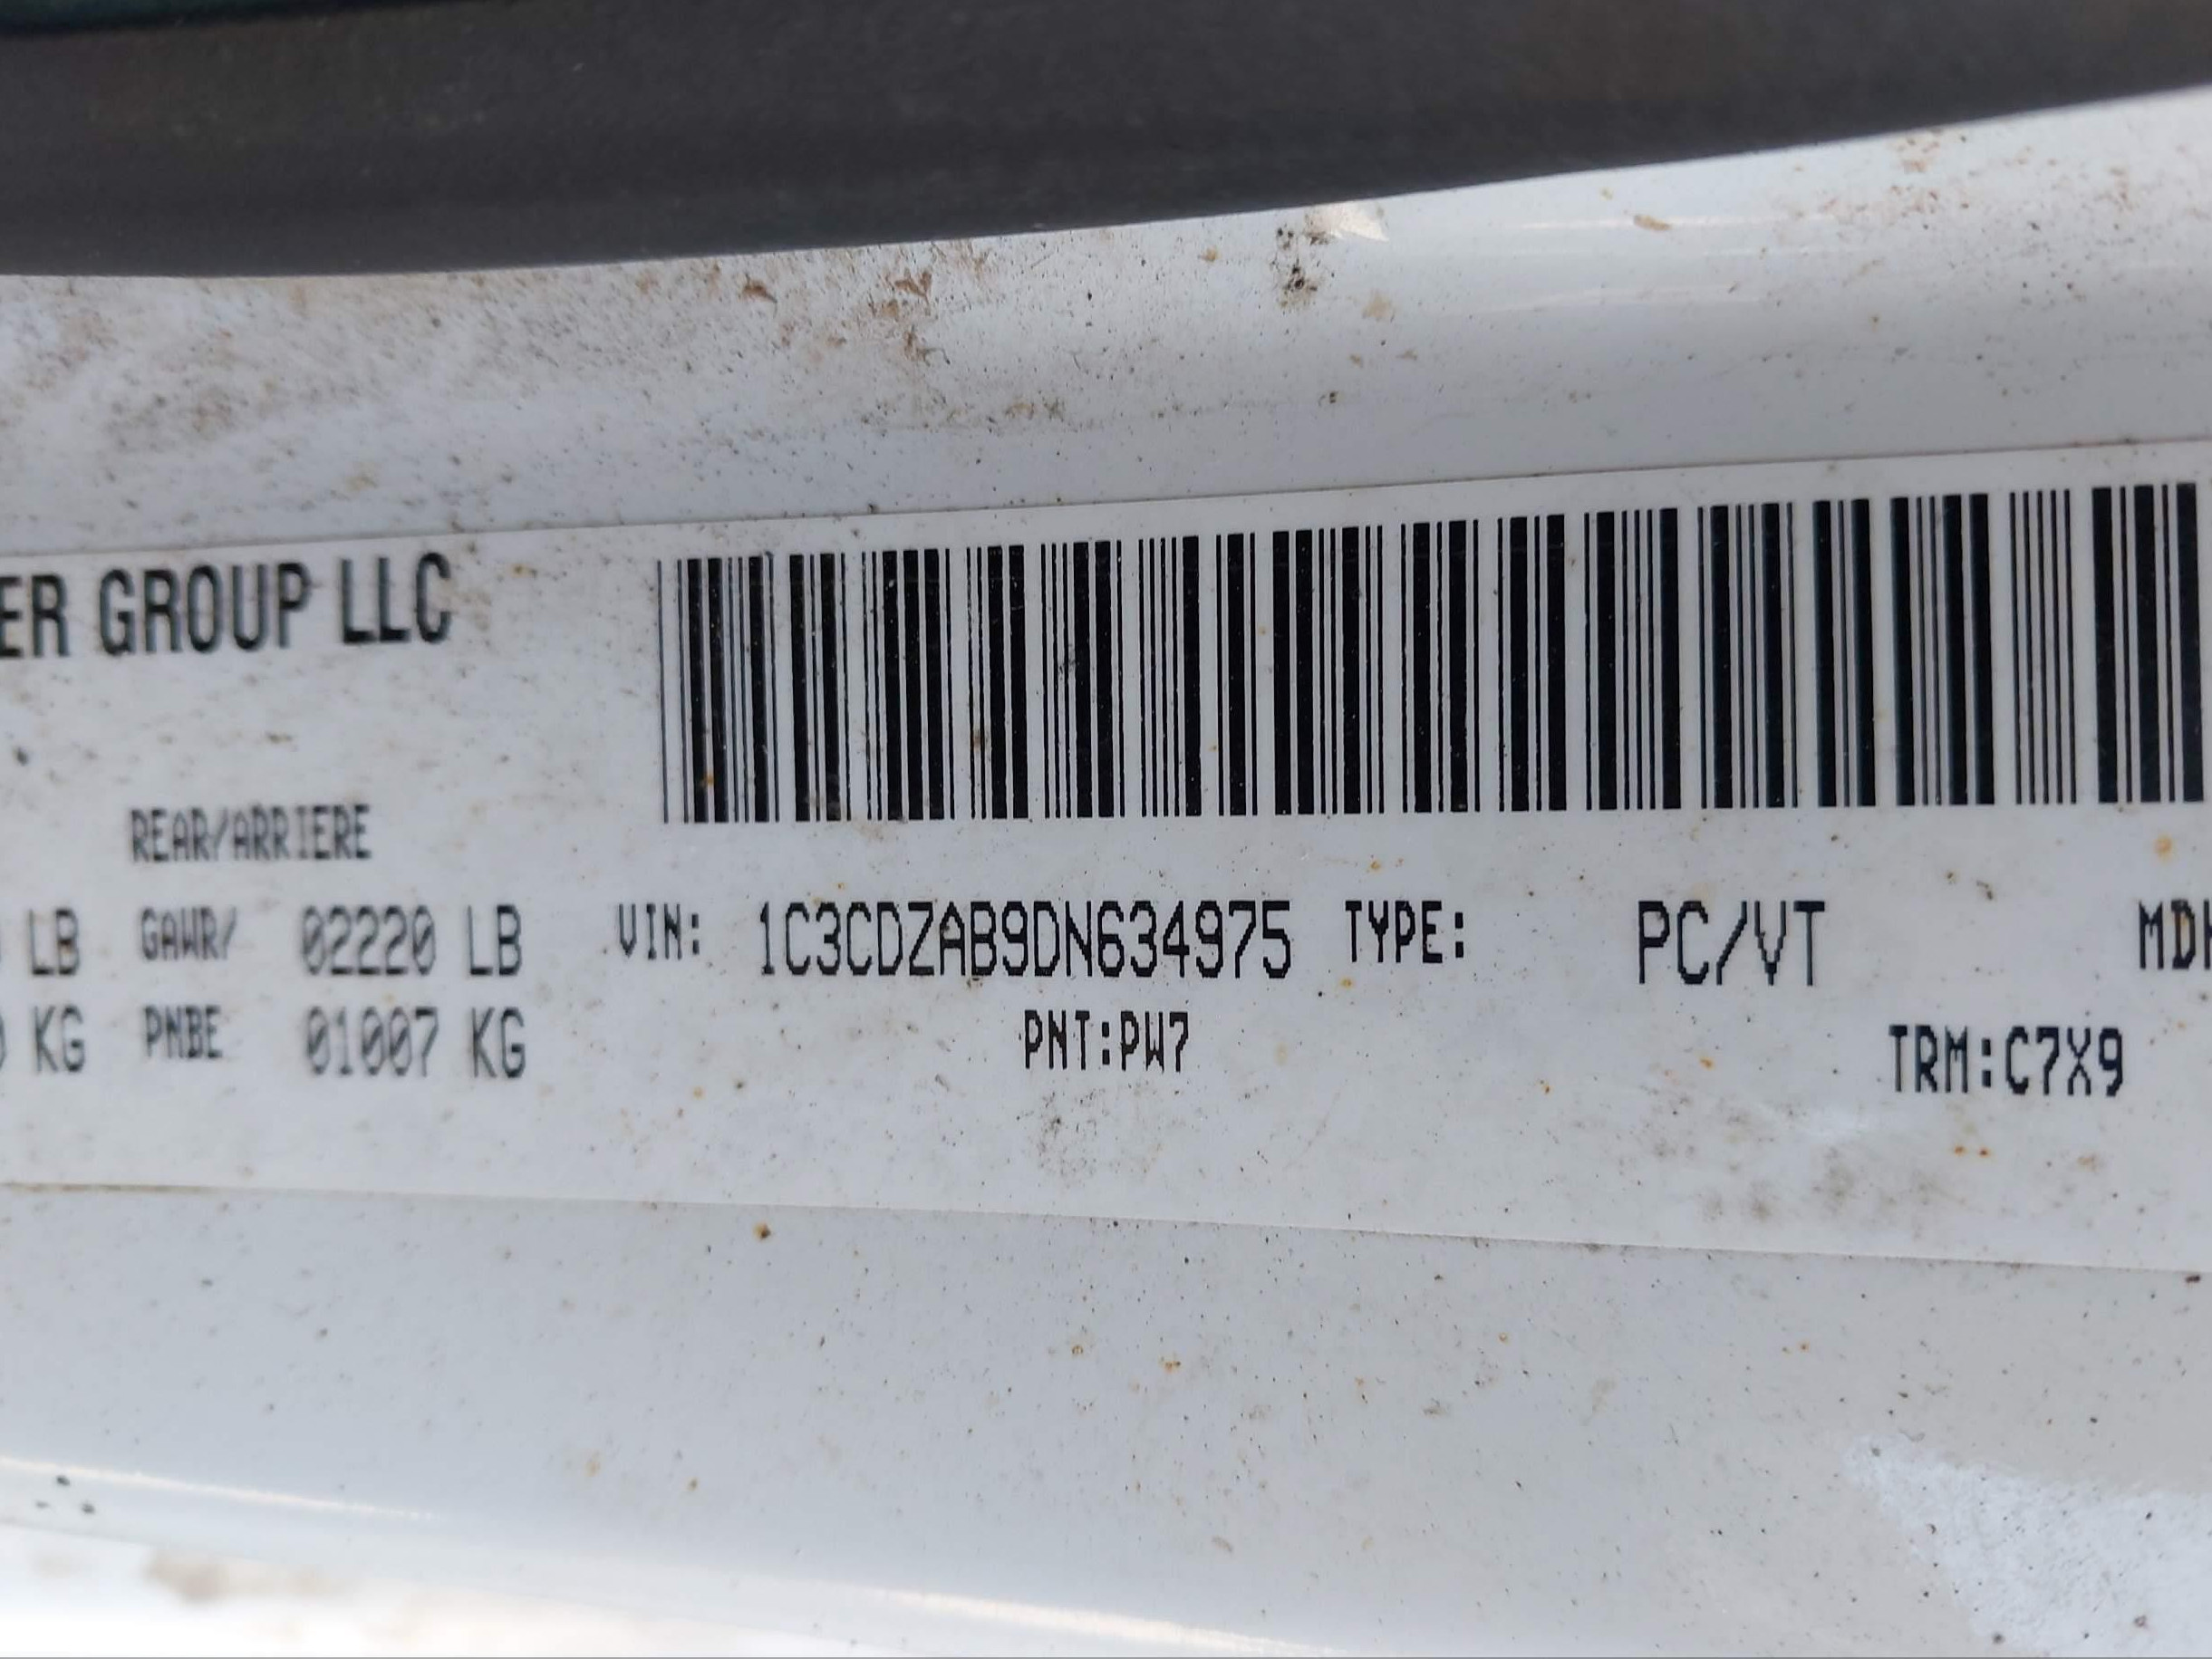 ER GROUP LLC
REAR/ARRIERE
LB GAWR/ 02220 LB VIN: 1C3CDZAB9DN634975 TYPE: PC/VT MDH
KG PNBE 01007 KG PNT:PW7 TRM:C7X9